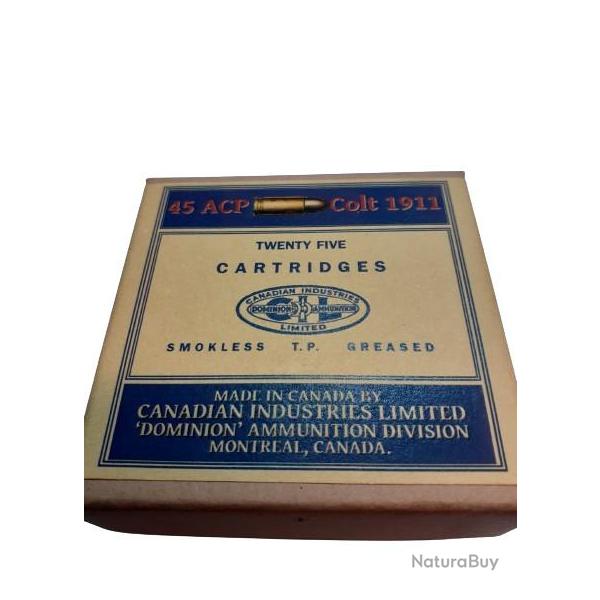 45 ACP Colt 1911
TWENTY FIVE
CARTRIDGES
CANADIAN INDUSTRIES
DOMINION AMMUNITION
CIL
LIMITED
SMOKLESS T.P. GREASED
MADE IN CANADA BY
CANADIAN INDUSTRIES LIMITED
'DOMINION' AMMUNITION DIVISION
MONTREAL, CANADA.
NaturaBuy